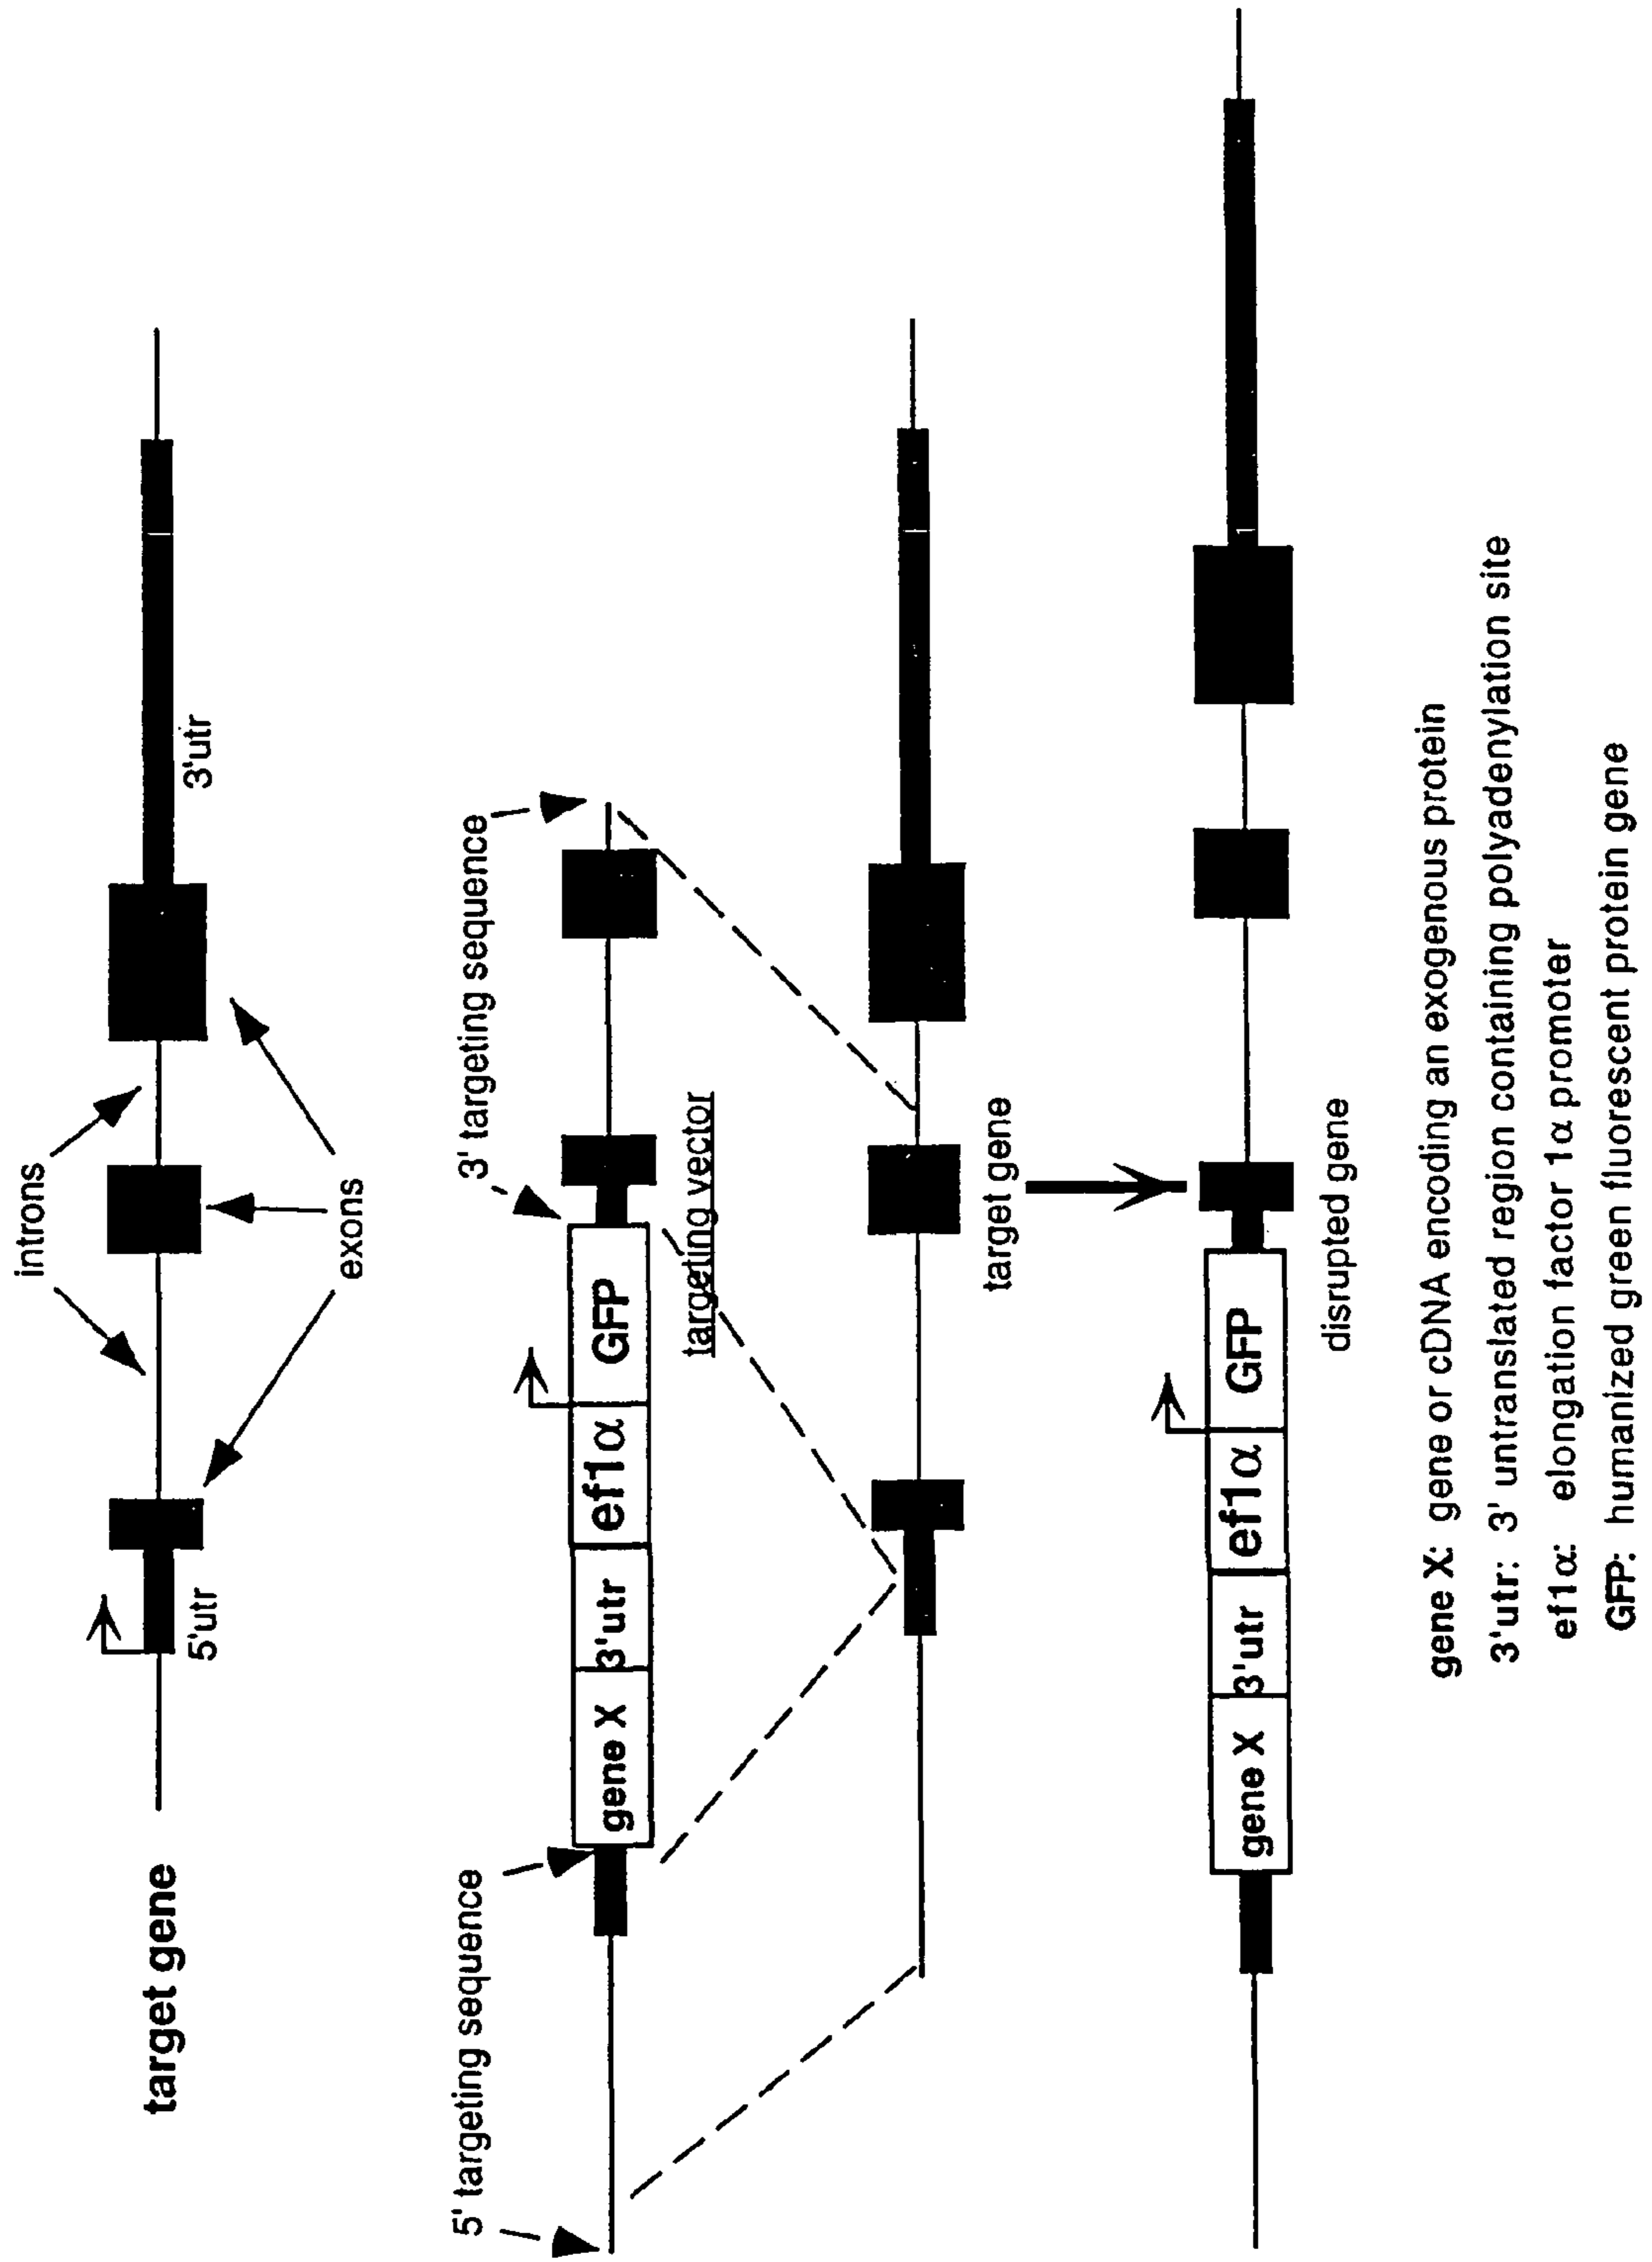 target gene
5'utr
introns
exons
3'utr
5' targeting sequence
3' targeting sequence
gene X
3'utr
ef1α
GFP
targeting vector
target gene
gene X
3'utr
ef1α
GFP
disrupted gene
gene X: gene or cDNA encoding an exogenous protein
3'utr: 3' untranslated region containing polyadenylation site
ef1α: elongation factor 1α promoter
GFP: humanized green fluorescent protein gene